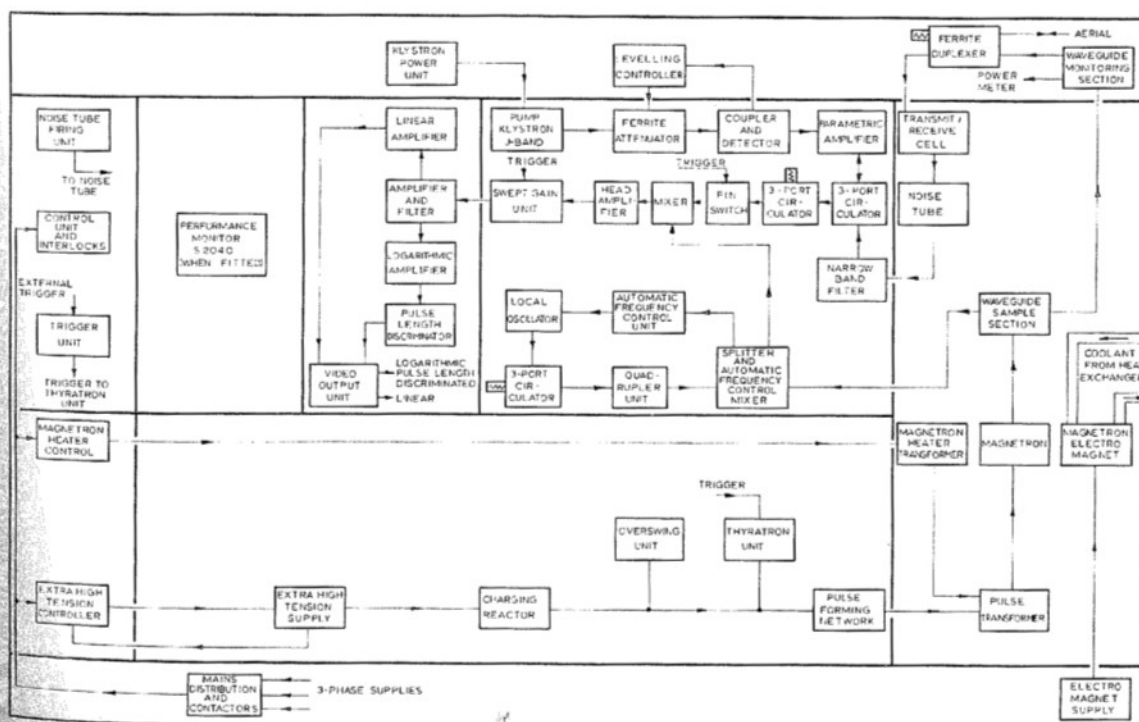 KLYSTRON
POWER
UNIT
LEVELLING
CONTROLLER
FERRITE
DUPLEXER
AERIAL
POWER
METER
WAVEGUIDE
MONITORING
SECTION
NOISE TUBE
FIRING
UNIT
TO NOISE
TUBE
LINEAR
AMPLIFIER
PUMP
KLYSTRON
J-BAND
FERRITE
ATTENUATOR
COUPLER
AND
DETECTOR
PARAMETRIC
AMPLIFIER
TRANSMIT/
RECEIVE
CELL
CONTROL
UNIT
AND
INTERLOCKS
PERFORMANCE
MONITOR
S 2040
(WHEN FITTED)
AMPLIFIER
AND
FILTER
TRIGGER
SWEPT GAIN
UNIT
HEAD
AMPLI-
FIER
MIXER
TRIGGER
PIN
SWITCH
3-PORT
CIR-
CULATOR
3-PORT
CIR-
CULATOR
NOISE
TUBE
EXTERNAL
TRIGGER
TRIGGER
UNIT
TRIGGER TO
THYRATRON
UNIT
LOGARITHMIC
AMPLIFIER
PULSE
LENGTH
DISCRIMINATOR
LOCAL
OSCILLATOR
AUTOMATIC
FREQUENCY
CONTROL
UNIT
NARROW
BAND
FILTER
WAVEGUIDE
SAMPLE
SECTION
VIDEO
OUTPUT
UNIT
LOGARITHMIC
PULSE LENGTH
DISCRIMINATED
LINEAR
3-PORT
CIR-
CULATOR
QUAD-
RUPLER
UNIT
SPLITTER
AND
AUTOMATIC
FREQUENCY
CONTROL
MIXER
COOLANT
FROM HEA
EXCHANGE
MAGNETRON
HEATER
CONTROL
MAGNETRON
HEATER
TRANSFORMER
MAGNETRON
MAGNETRON
ELECTRO
MAGNET
OVERSWING
UNIT
TRIGGER
THYRATRON
UNIT
EXTRA HIGH
TENSION
CONTROLLER
EXTRA HIGH
TENSION
SUPPLY
CHARGING
REACTOR
PULSE
FORMING
NETWORK
PULSE
TRANSFORMER
MAINS
DISTRIBUTION
AND
CONTACTORS
3-PHASE SUPPLIES
ELECTRO
MAGNET
SUPPLY